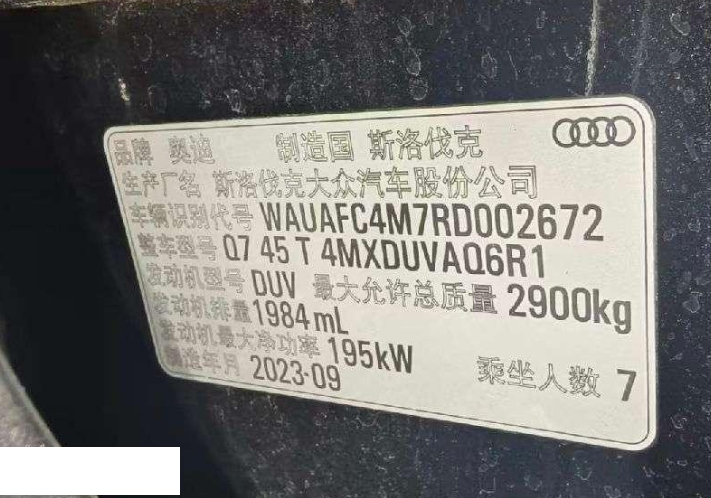 品牌 奥迪 制造国 斯洛伐克
生产厂名 斯洛伐克大众汽车股份公司
车辆识别代号 WAUAFC4M7RD002672
整车型号 Q7 45 T 4MXDUVAQ6R1
发动机型号 DUV 最大允许总质量 2900kg
发动机排量 1984mL
发动机最大净功率 195kW
制造年月 2023-09 乘坐人数 7